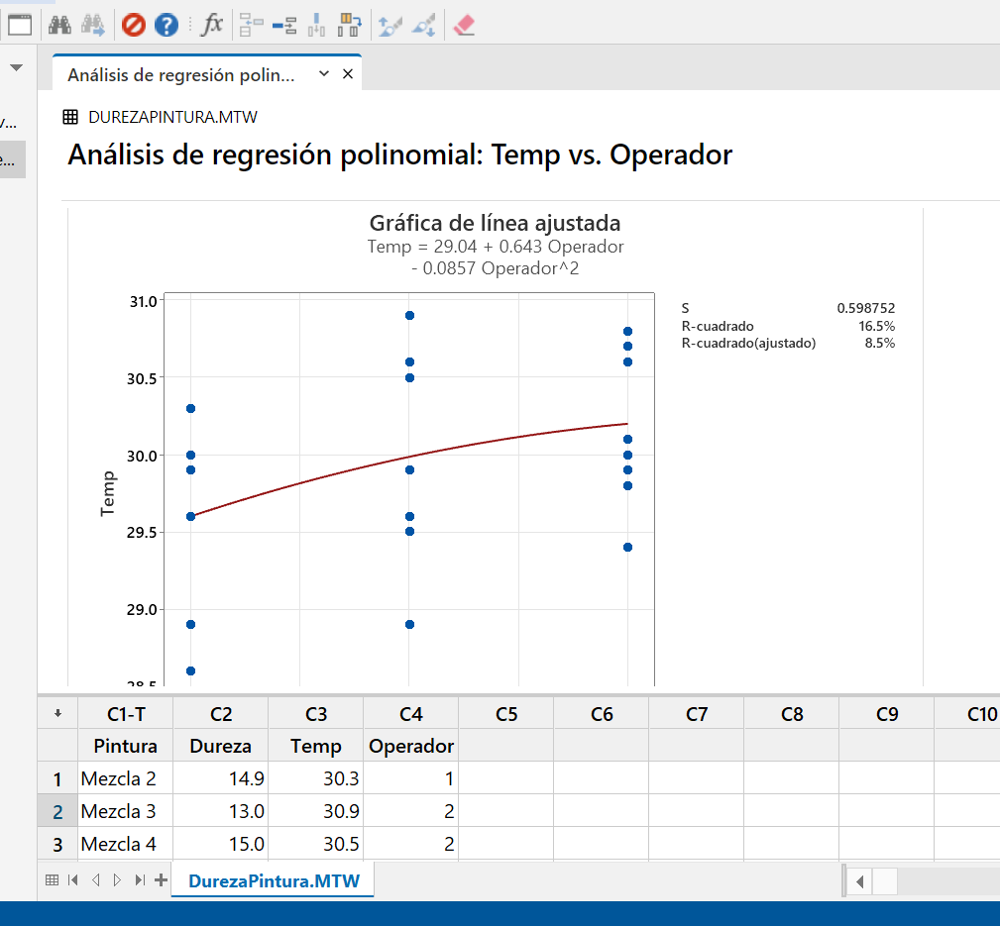 fx
Análisis de regresión polin...
v...
DUREZAPINTURA.MTW
e...
Análisis de regresión polinomial: Temp vs. Operador
Gráfica de línea ajustada
Temp = 29.04 + 0.643 Operador
- 0.0857 Operador^2
31.0
S 0.598752
R-cuadrado 16.5%
R-cuadrado(ajustado) 8.5%
30.5
30.0
Temp
29.5
29.0
28.5
C1-T C2 C3 C4 C5 C6 C7 C8 C9 C10
Pintura Dureza Temp Operador
1 Mezcla 2 14.9 30.3 1
2 Mezcla 3 13.0 30.9 2
3 Mezcla 4 15.0 30.5 2
DurezaPintura.MTW